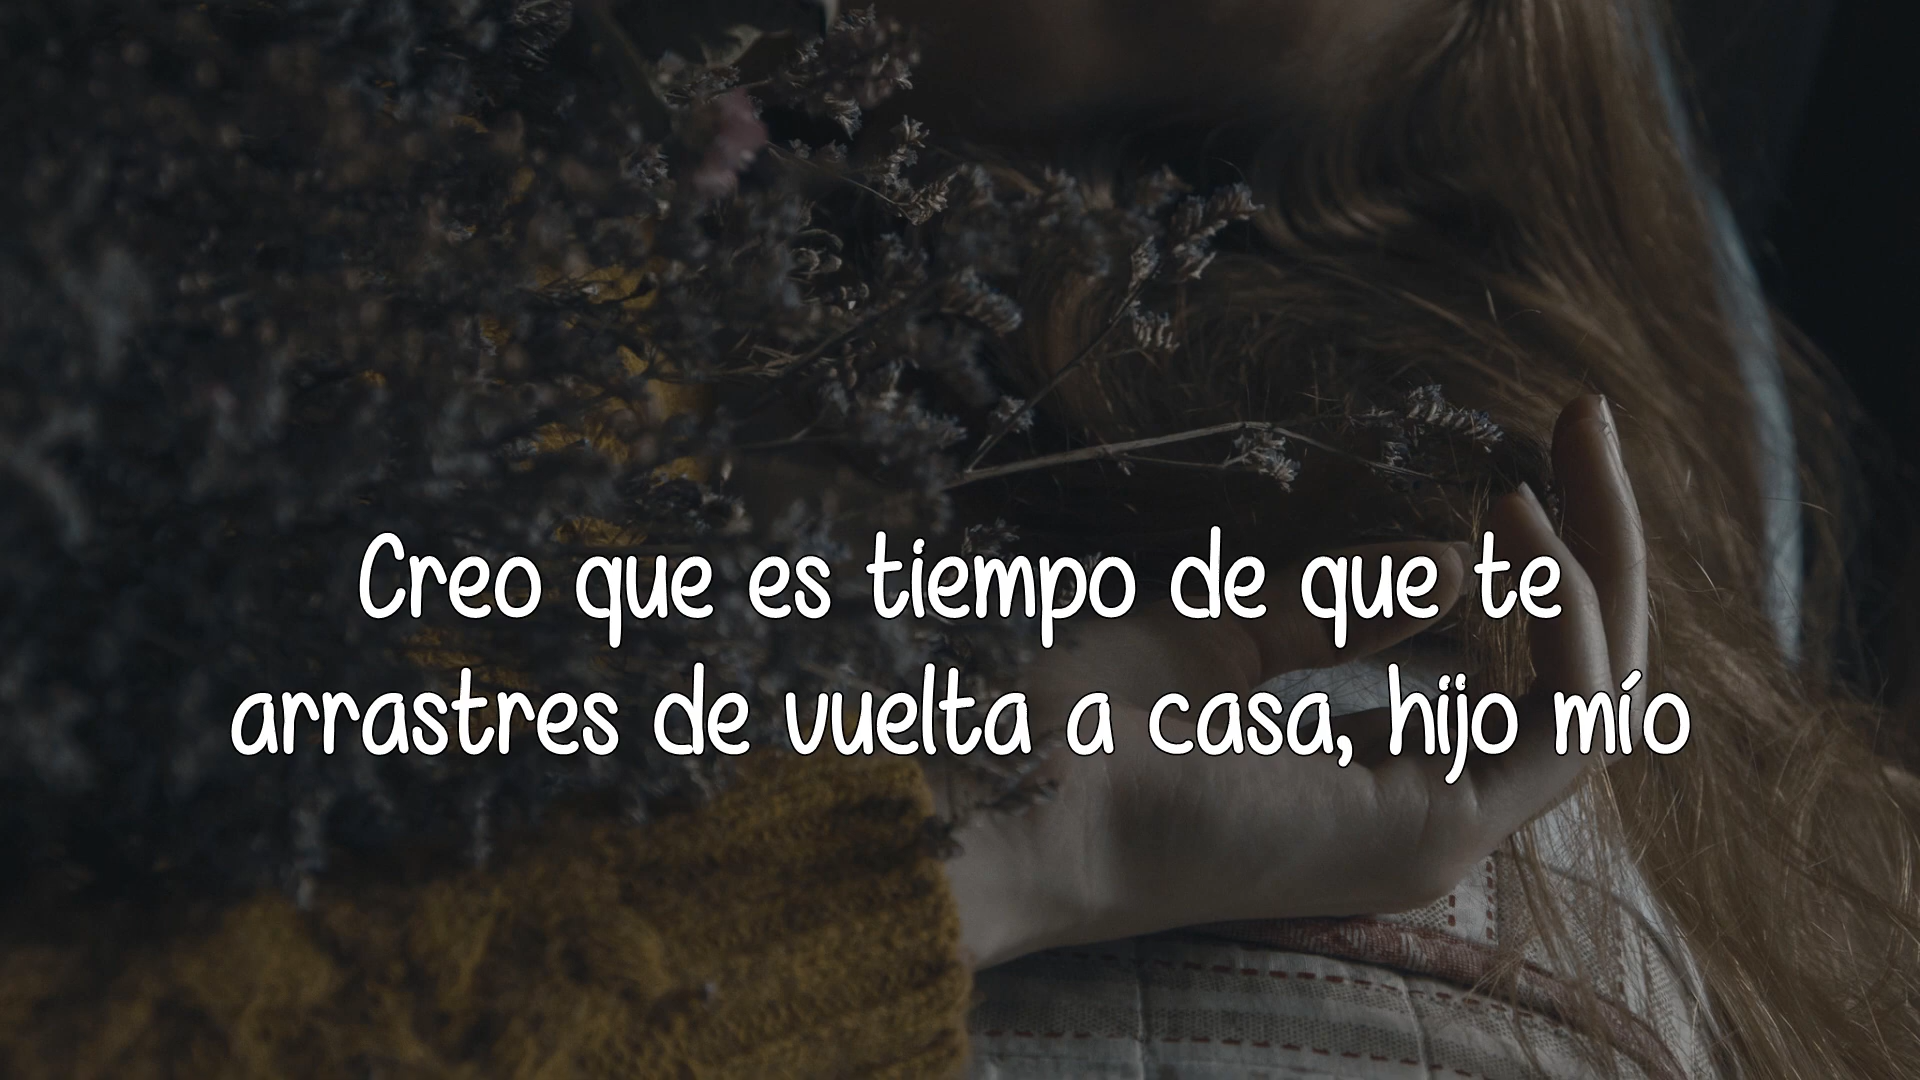 Creo que es tiempo de que te
arrastres de vuelta a casa, hijo mío